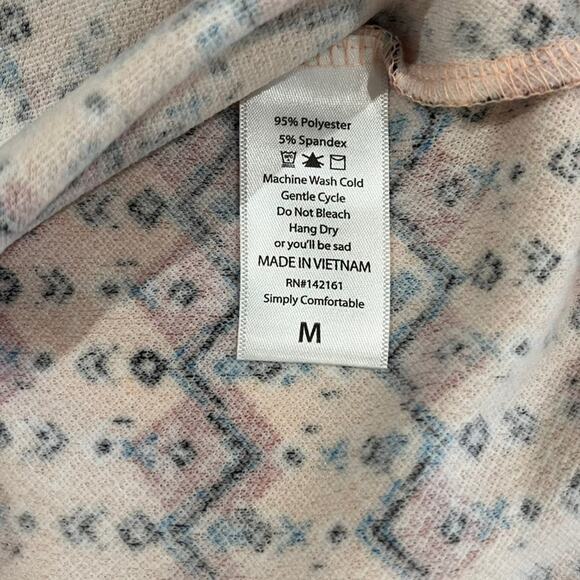 95% Polyester
5% Spandex
Machine Wash Cold
Gentle Cycle
Do Not Bleach
Hang Dry
or you'll be sad
MADE IN VIETNAM
RN#142161
Simply Comfortable
M